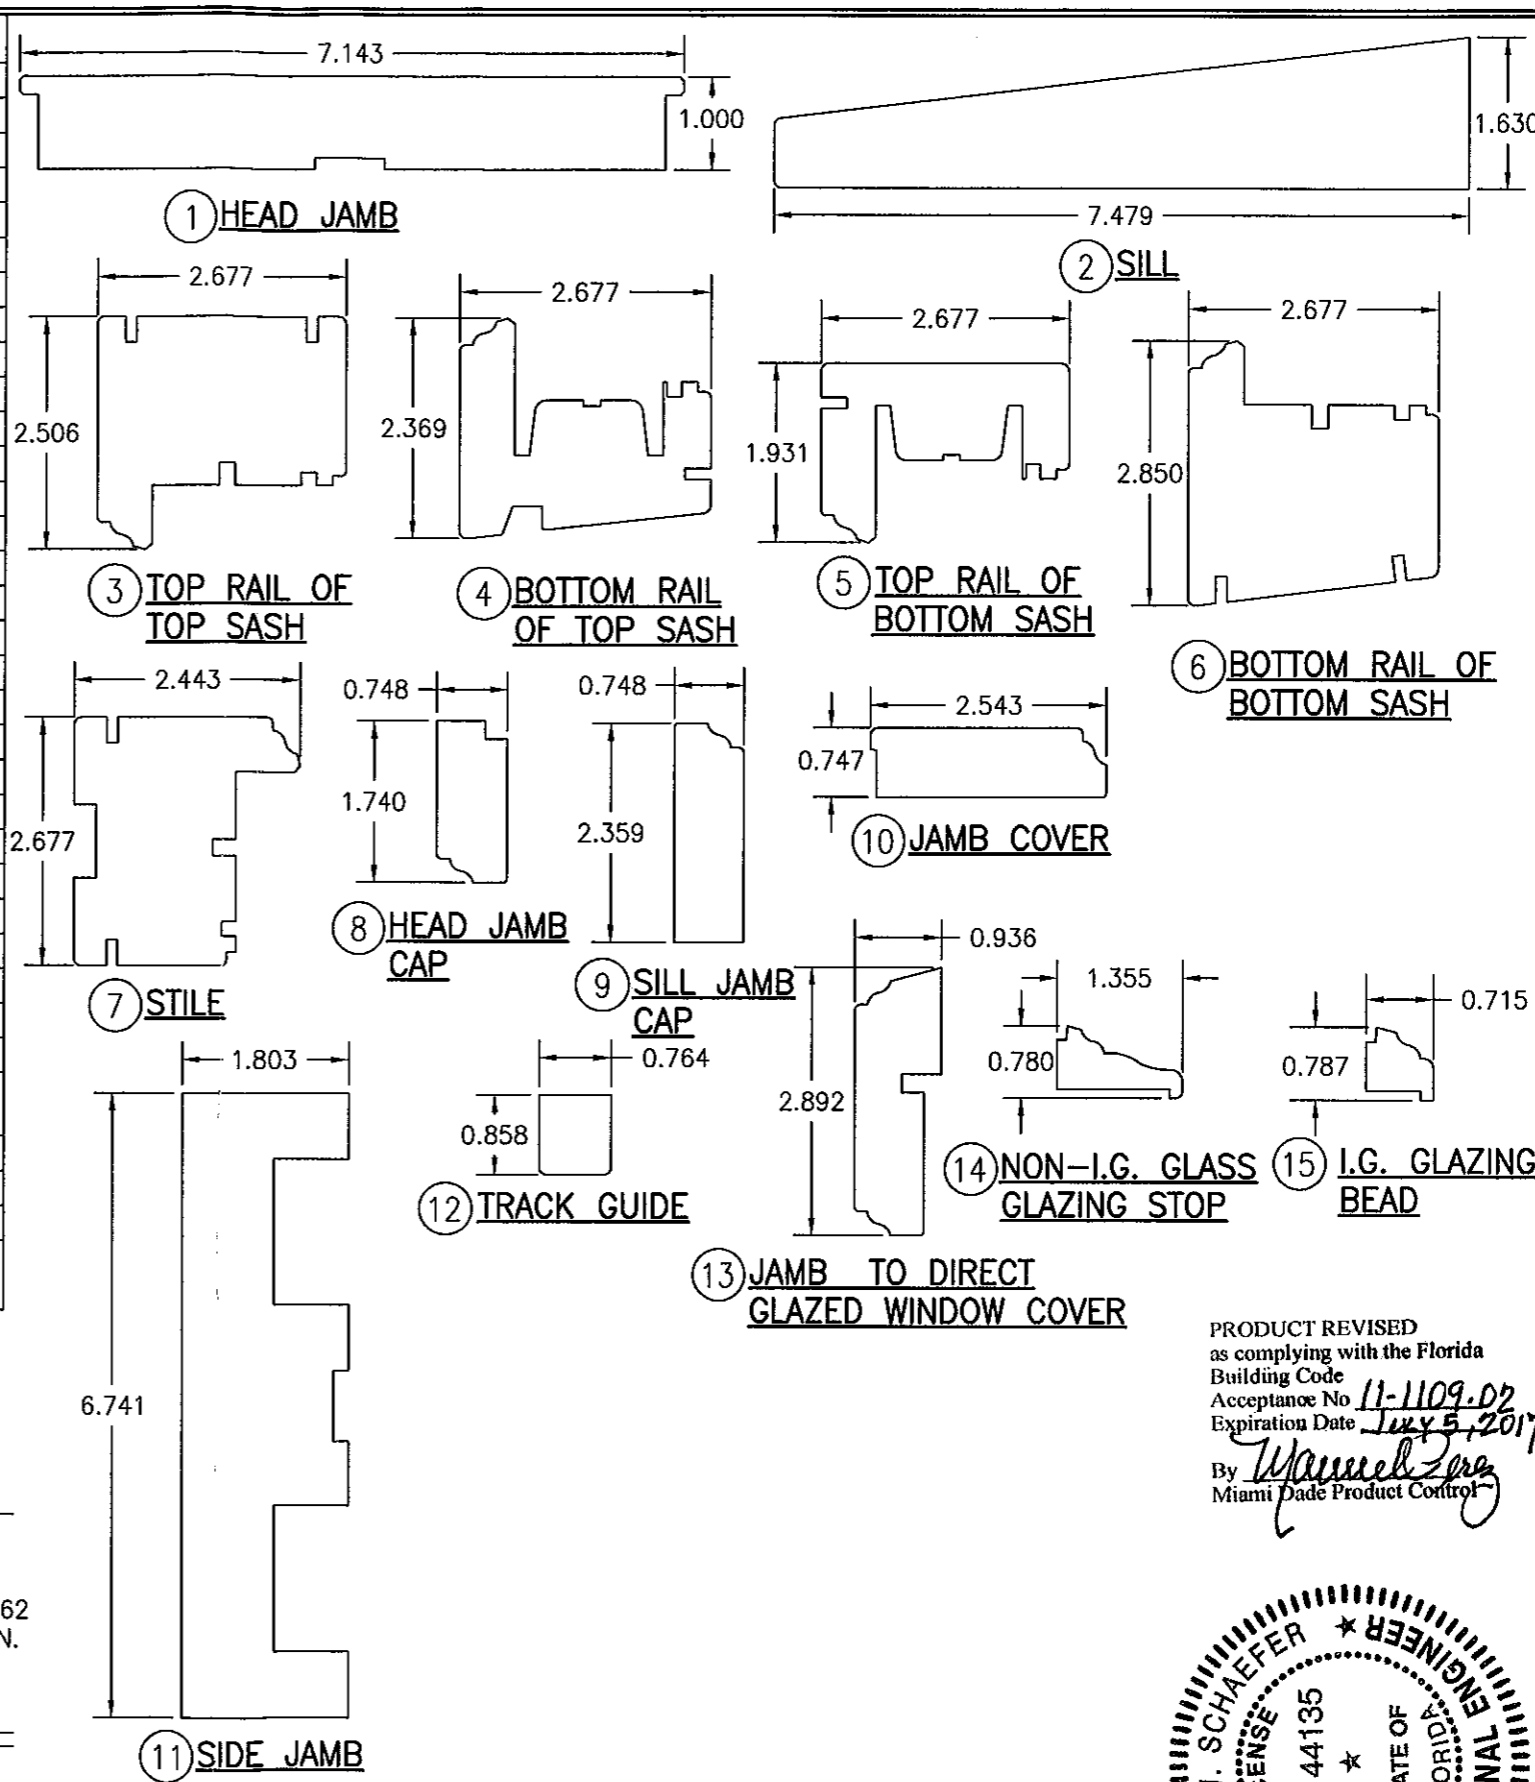 7.143
1.000
1 HEAD JAMB
1.630
7.479
2 SILL
2.677
2.506
3 TOP RAIL OF
TOP SASH
2.677
2.369
4 BOTTOM RAIL
OF TOP SASH
2.677
1.931
5 TOP RAIL OF
BOTTOM SASH
2.677
2.850
6 BOTTOM RAIL OF
BOTTOM SASH
2.443
2.677
7 STILE
0.748
1.740
8 HEAD JAMB
CAP
0.748
2.359
9 SILL JAMB
CAP
2.543
0.747
10 JAMB COVER
1.803
6.741
11 SIDE JAMB
0.764
0.858
12 TRACK GUIDE
0.936
2.892
13 JAMB TO DIRECT
GLAZED WINDOW COVER
1.355
0.780
14 NON-I.G. GLASS
GLAZING STOP
0.715
0.787
15 I.G. GLAZING
BEAD
PRODUCT REVISED
as complying with the Florida
Building Code
Acceptance No 11-1109.02
Expiration Date July 5, 2017
By Manuel Perez
Miami Dade Product Control
62
N.
SCHAEFER ★
44135
★